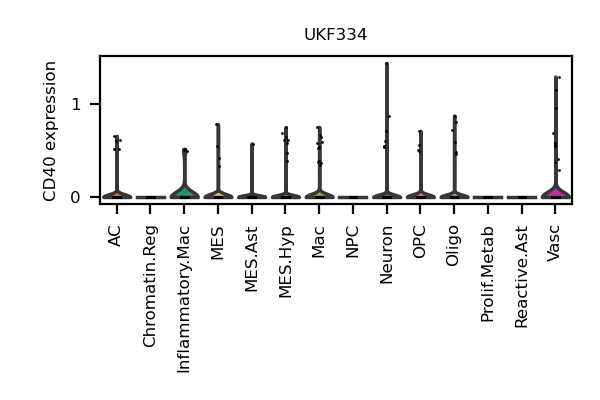 UKF334
CD40 expression
1
0
AC
Chromatin.Reg
Inflammatory.Mac
MES
MES.Ast
MES.Hyp
Mac
NPC
Neuron
OPC
Oligo
Prolif.Metab
Reactive.Ast
Vasc